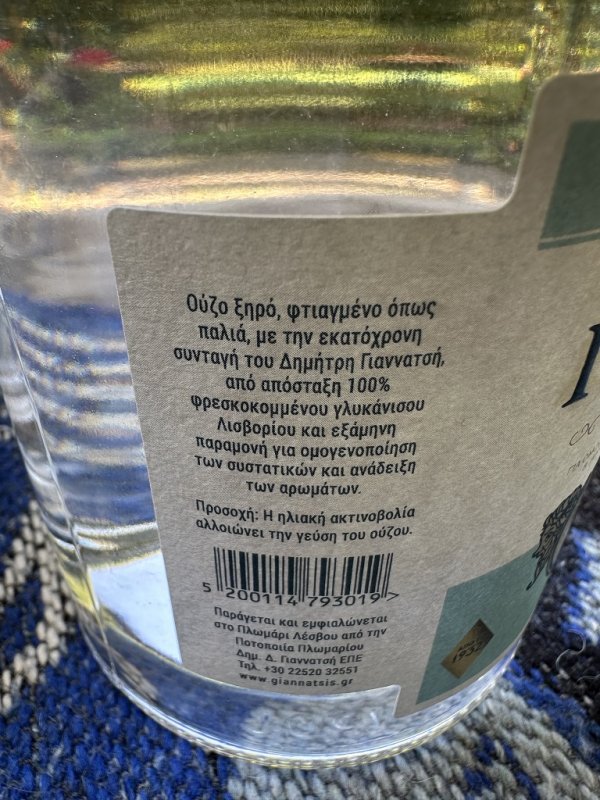 Ούζο ξηρό, φτιαγμένο όπως
παλιά, με την εκατόχρονη
συνταγή του Δημήτρη Γιαννατσή,
από απόσταξη 100%
φρεσκοκομμένου γλυκάνισου
Λισβορίου και εξάμηνη
παραμονή για ομογενοποίηση
των συστατικών και ανάδειξη
των αρωμάτων.
Προσοχή: Η ηλιακή ακτινοβολία
αλλοιώνει την γεύση του ούζου.
5 200114 793019 >
Παράγεται και εμφιαλώνεται
στο Πλωμάρι Λέσβου από την
Ποτοποιία Πλωμαρίου
Δημ. Δ. Γιαννατσή ΕΠΕ
Τηλ. +30 22520 32551
www.giannatsis.gr
1932